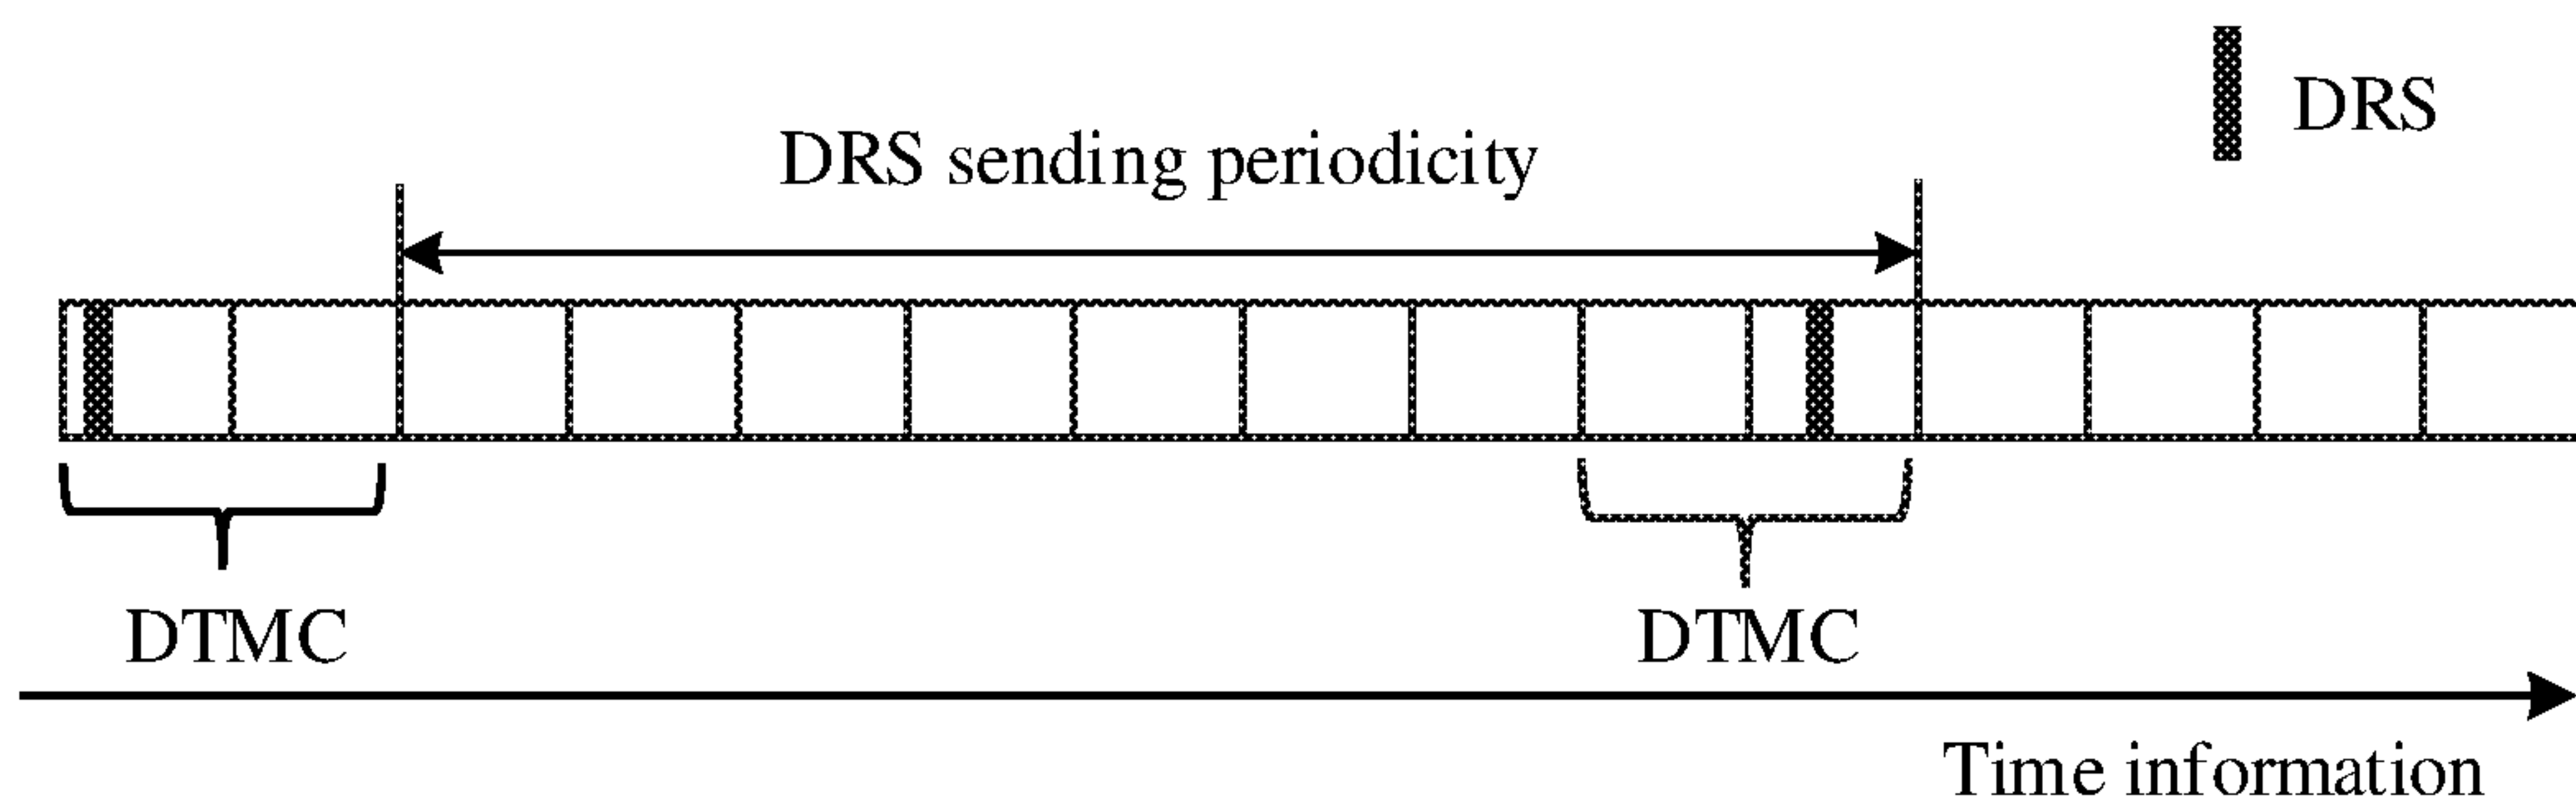 DRS
DRS sending periodicity
DTMC
DTMC
Time information